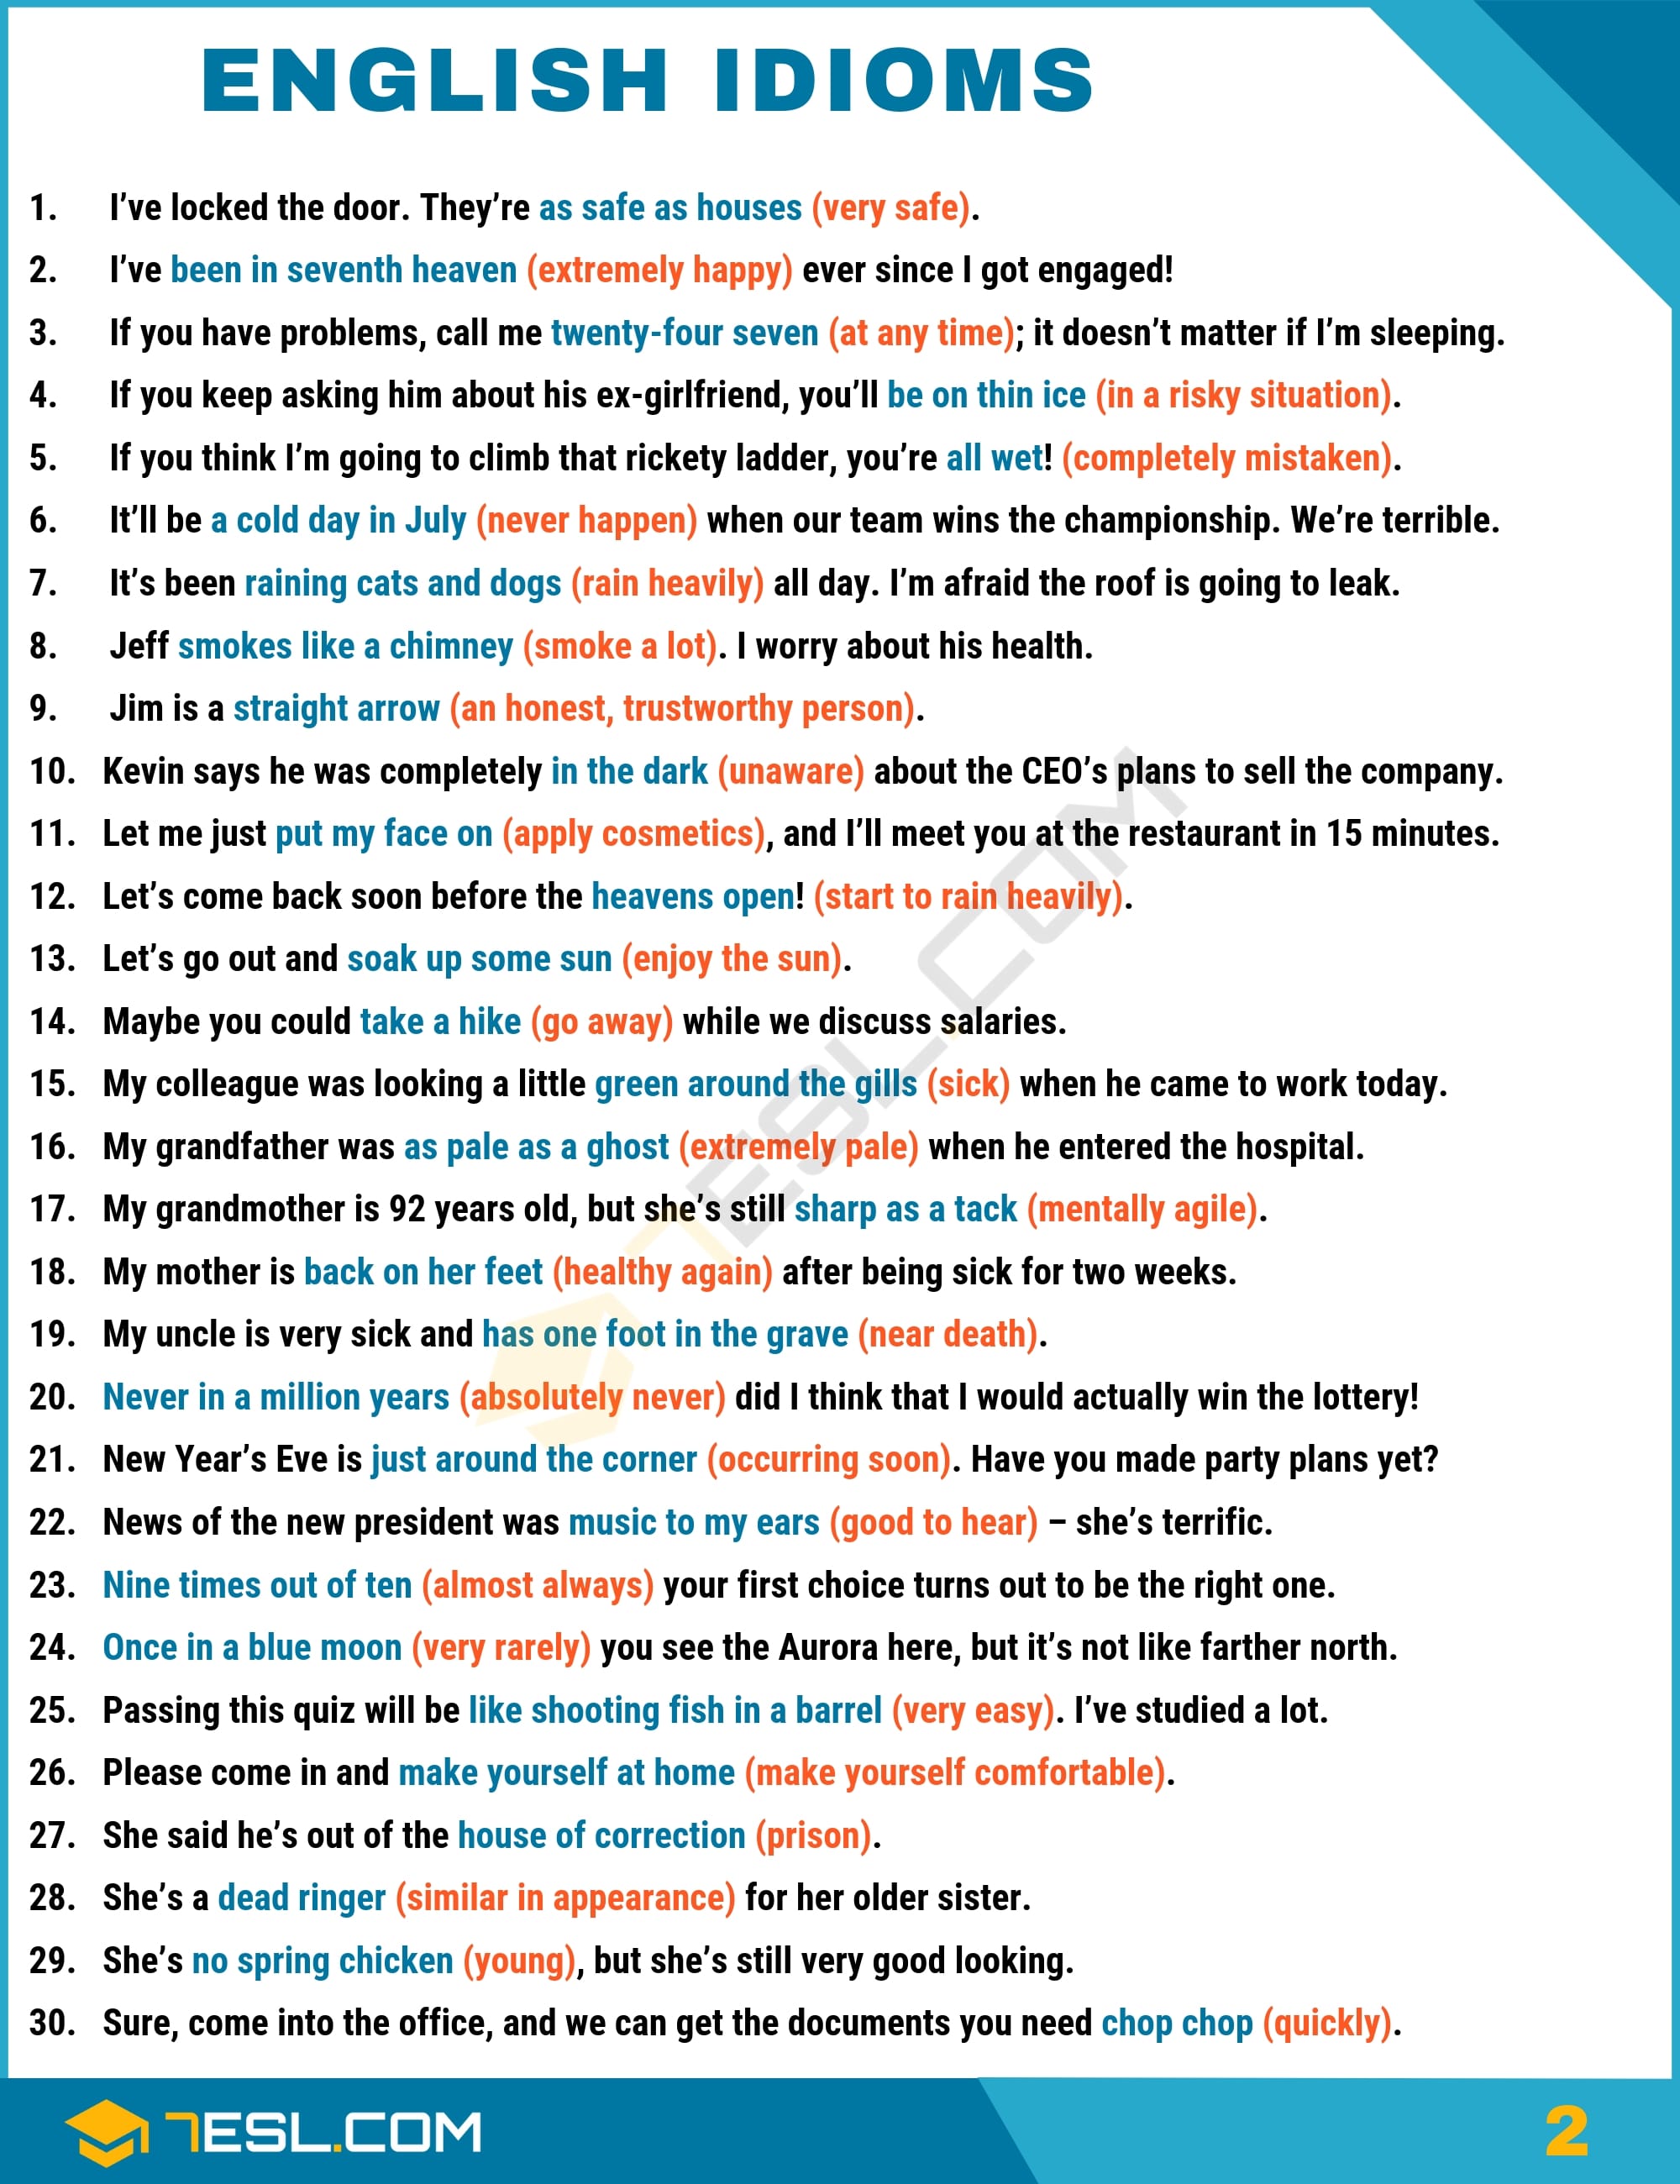 ENGLISH IDIOMS
1. I’ve locked the door. They’re as safe as houses (very safe).
2. I’ve been in seventh heaven (extremely happy) ever since I got engaged!
3. If you have problems, call me twenty-four seven (at any time); it doesn’t matter if I’m sleeping.
4. If you keep asking him about his ex-girlfriend, you’ll be on thin ice (in a risky situation).
5. If you think I’m going to climb that rickety ladder, you’re all wet! (completely mistaken).
6. It’ll be a cold day in July (never happen) when our team wins the championship. We’re terrible.
7. It’s been raining cats and dogs (rain heavily) all day. I’m afraid the roof is going to leak.
8. Jeff smokes like a chimney (smoke a lot). I worry about his health.
9. Jim is a straight arrow (an honest, trustworthy person).
10. Kevin says he was completely in the dark (unaware) about the CEO’s plans to sell the company.
11. Let me just put my face on (apply cosmetics), and I’ll meet you at the restaurant in 15 minutes.
12. Let’s come back soon before the heavens open! (start to rain heavily).
13. Let’s go out and soak up some sun (enjoy the sun).
14. Maybe you could take a hike (go away) while we discuss salaries.
15. My colleague was looking a little green around the gills (sick) when he came to work today.
16. My grandfather was as pale as a ghost (extremely pale) when he entered the hospital.
17. My grandmother is 92 years old, but she’s still sharp as a tack (mentally agile).
18. My mother is back on her feet (healthy again) after being sick for two weeks.
19. My uncle is very sick and has one foot in the grave (near death).
20. Never in a million years (absolutely never) did I think that I would actually win the lottery!
21. New Year’s Eve is just around the corner (occurring soon). Have you made party plans yet?
22. News of the new president was music to my ears (good to hear) – she’s terrific.
23. Nine times out of ten (almost always) your first choice turns out to be the right one.
24. Once in a blue moon (very rarely) you see the Aurora here, but it’s not like farther north.
25. Passing this quiz will be like shooting fish in a barrel (very easy). I’ve studied a lot.
26. Please come in and make yourself at home (make yourself comfortable).
27. She said he’s out of the house of correction (prison).
28. She’s a dead ringer (similar in appearance) for her older sister.
29. She’s no spring chicken (young), but she’s still very good looking.
30. Sure, come into the office, and we can get the documents you need chop chop (quickly).
7ESL.COM
7ESL.COM
2